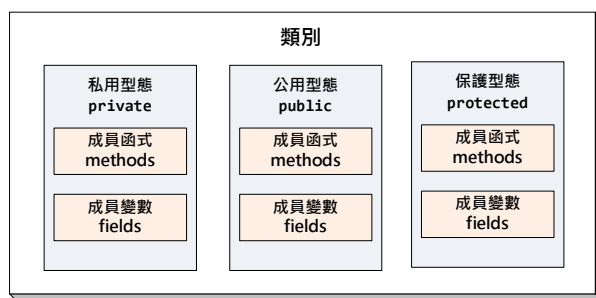 類別
私用型態
private
成員函式
methods
成員變數
fields
公用型態
public
成員函式
methods
成員變數
fields
保護型態
protected
成員函式
methods
成員變數
fields